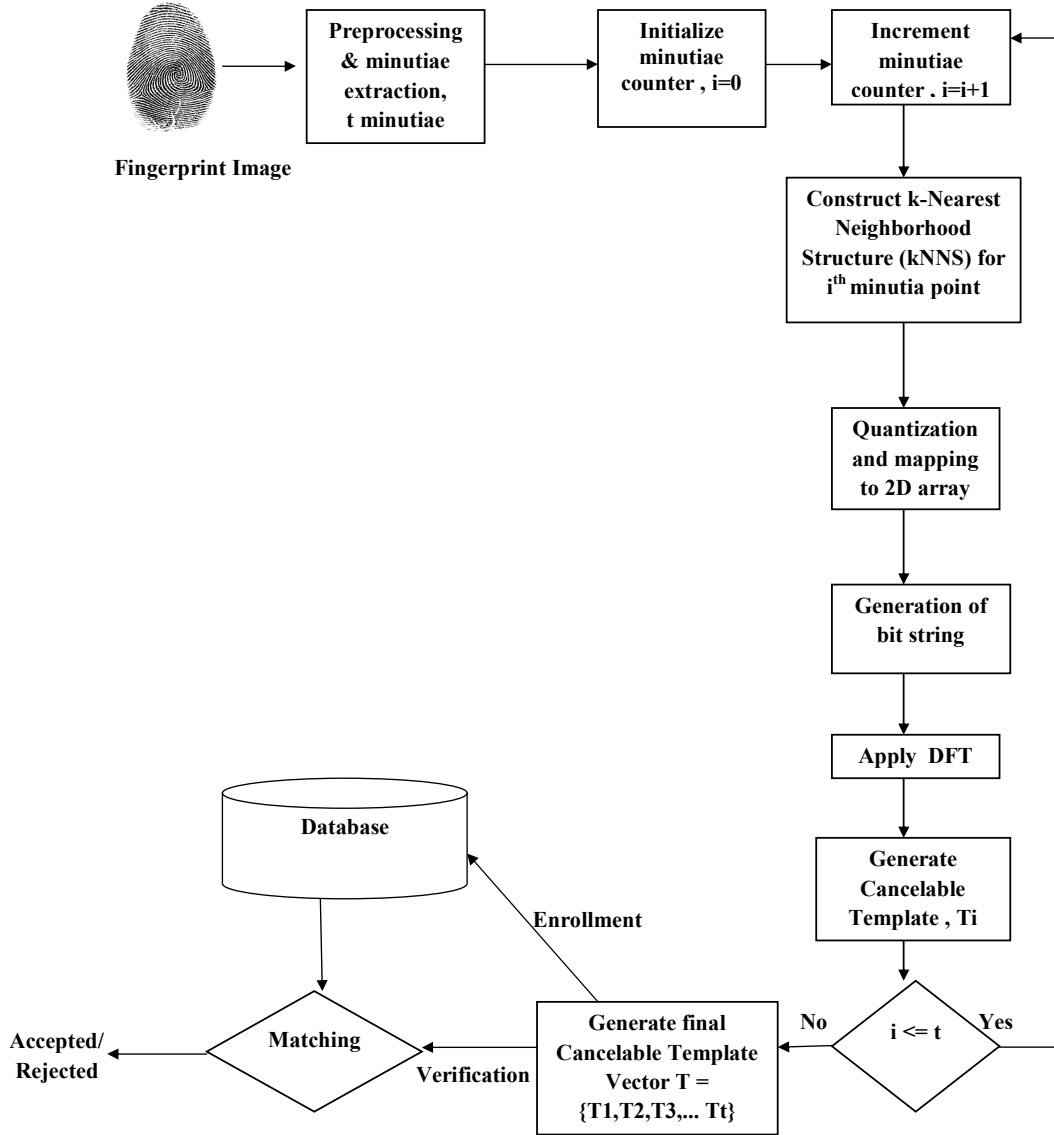 Preprocessing
& minutiae
extraction,
t minutiae
Initialize
minutiae
counter , i=0
Increment
minutiae
counter , i=i+1
Fingerprint Image
Construct k-Nearest
Neighborhood
Structure (kNNS) for
i^th minutia point
Quantization
and mapping
to 2D array
Generation of
bit string
Apply DFT
Generate
Cancelable
Template , Ti
Database
Enrollment
i <= t
Yes
No
Generate final
Cancelable Template
Vector T =
{T1,T2,T3,... Tt}
Verification
Matching
Accepted/
Rejected